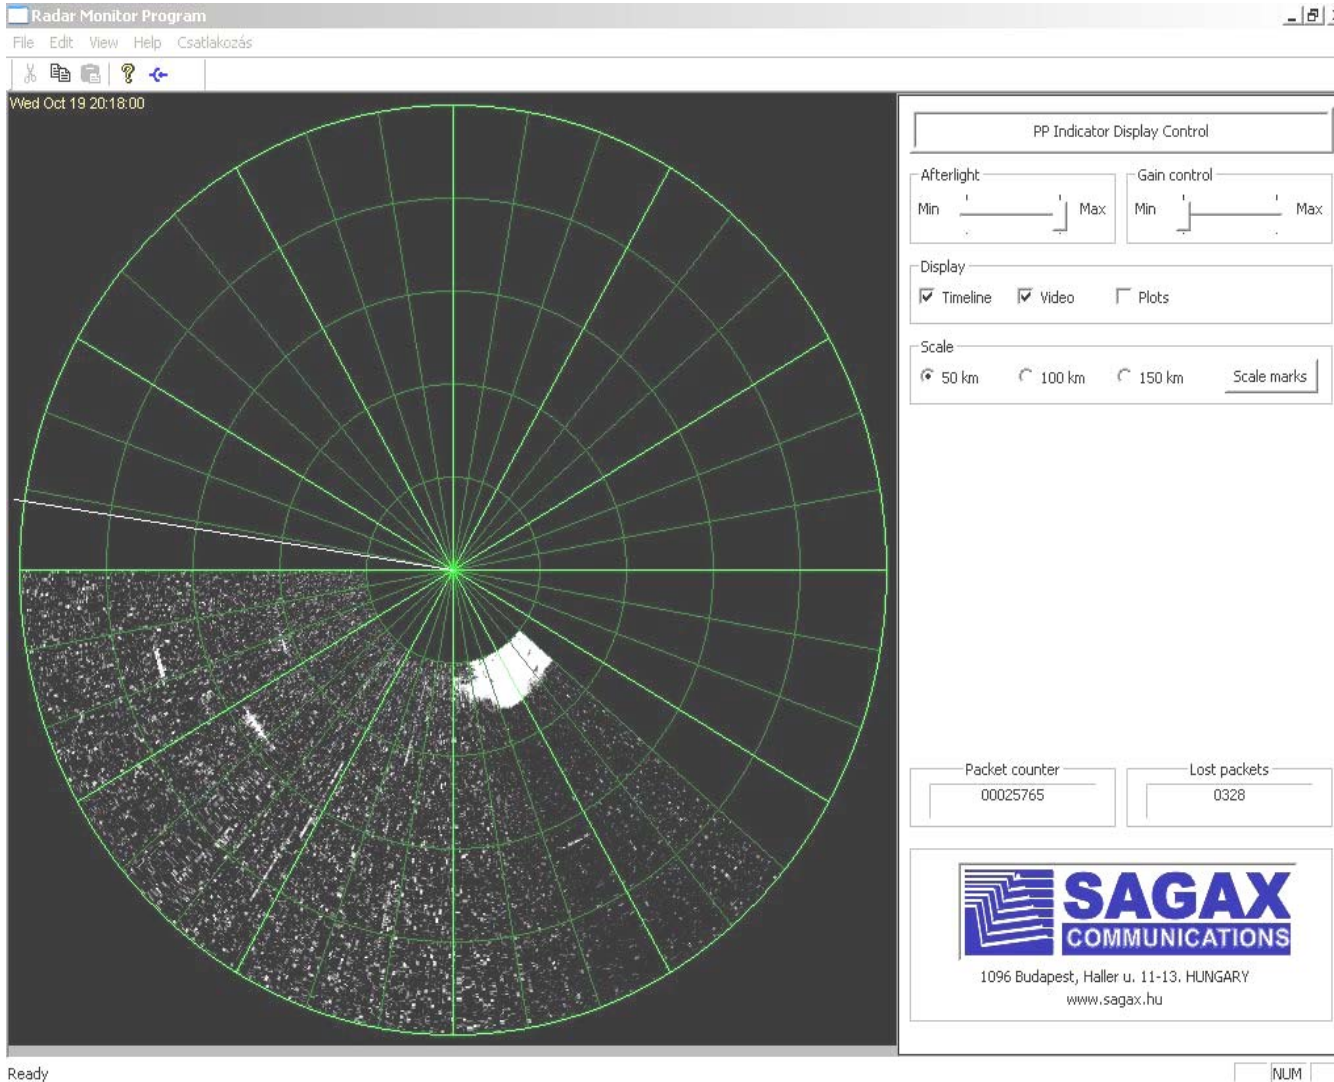 Radar Monitor Program
File Edit View Help Csatlakozás
Wed Oct 19 20:18:00
PP Indicator Display Control
Afterlight
Min Max
Gain control
Min Max
Display
Timeline Video Plots
Scale
50 km 100 km 150 km Scale marks
Packet counter
00025765
Lost packets
0328
SAGAX
COMMUNICATIONS
1096 Budapest, Haller u. 11-13. HUNGARY
www.sagax.hu
Ready NUM